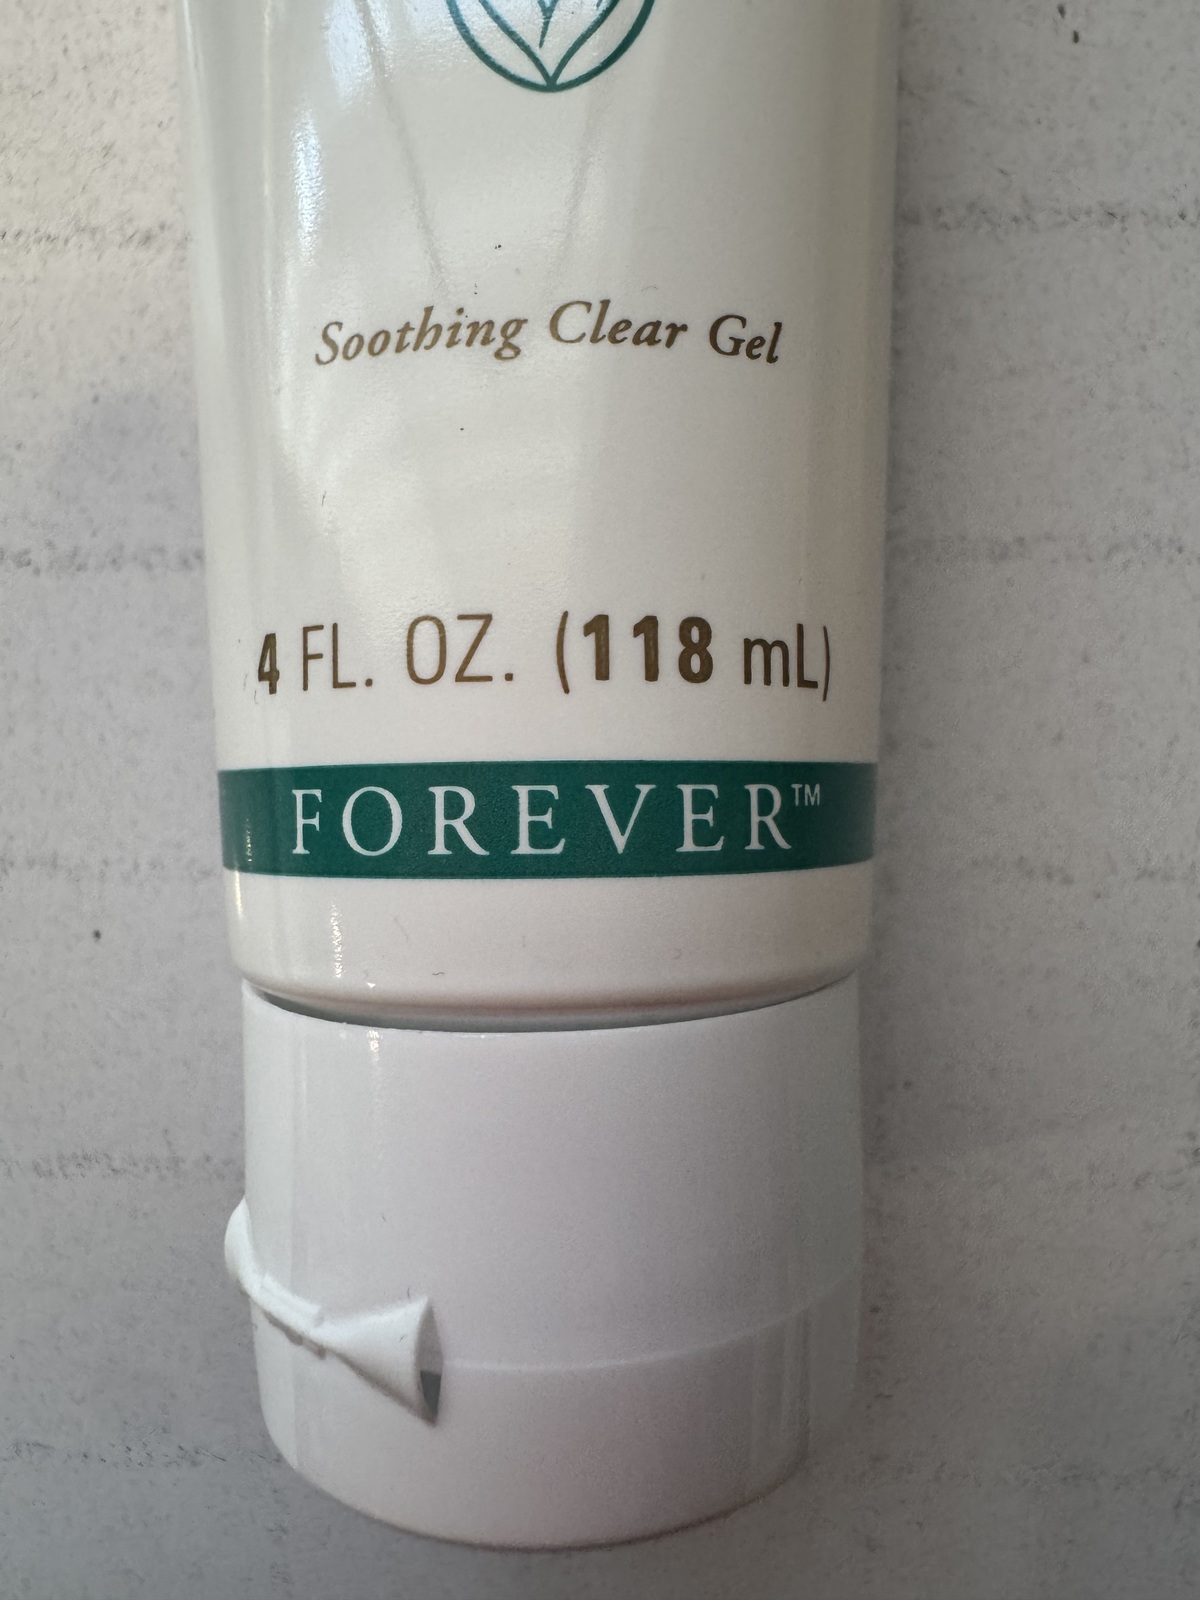 Soothing Clear Gel
4 FL. OZ. (118 mL)
FOREVER™